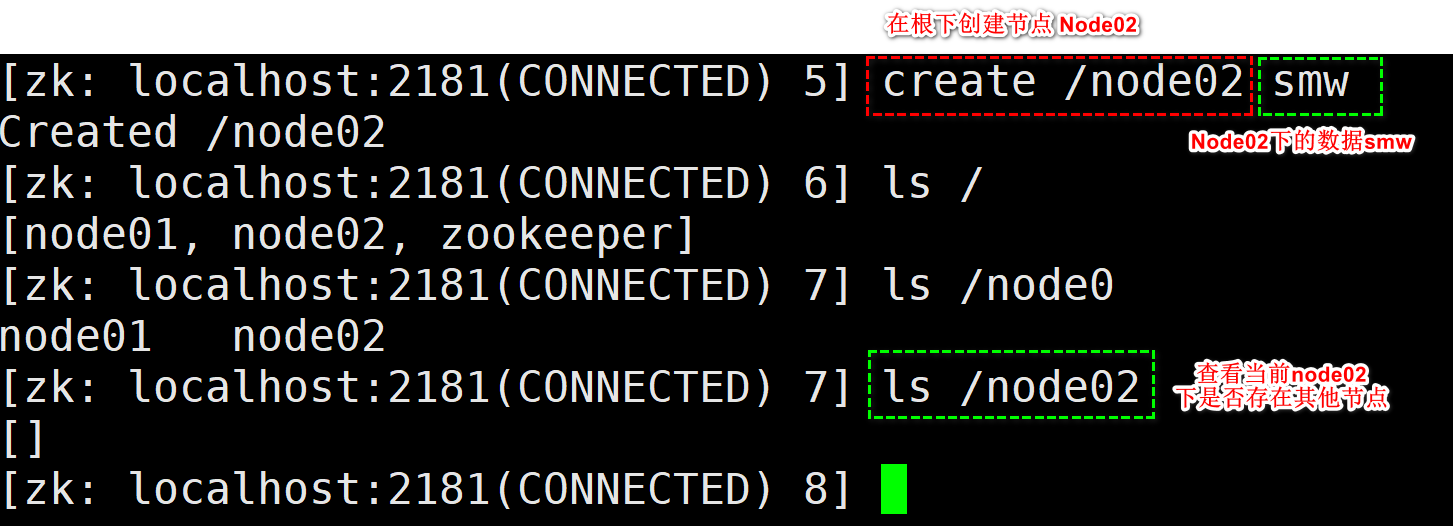 在根下创建节点 Node02
[zk: localhost:2181(CONNECTED) 5] create /node02 smw
Created /node02
Node02下的数据smw
[zk: localhost:2181(CONNECTED) 6] ls /
[node01, node02, zookeeper]
[zk: localhost:2181(CONNECTED) 7] ls /node0
node01   node02
[zk: localhost:2181(CONNECTED) 7] ls /node02
查看当前node02
下是否存在其他节点
[]
[zk: localhost:2181(CONNECTED) 8]